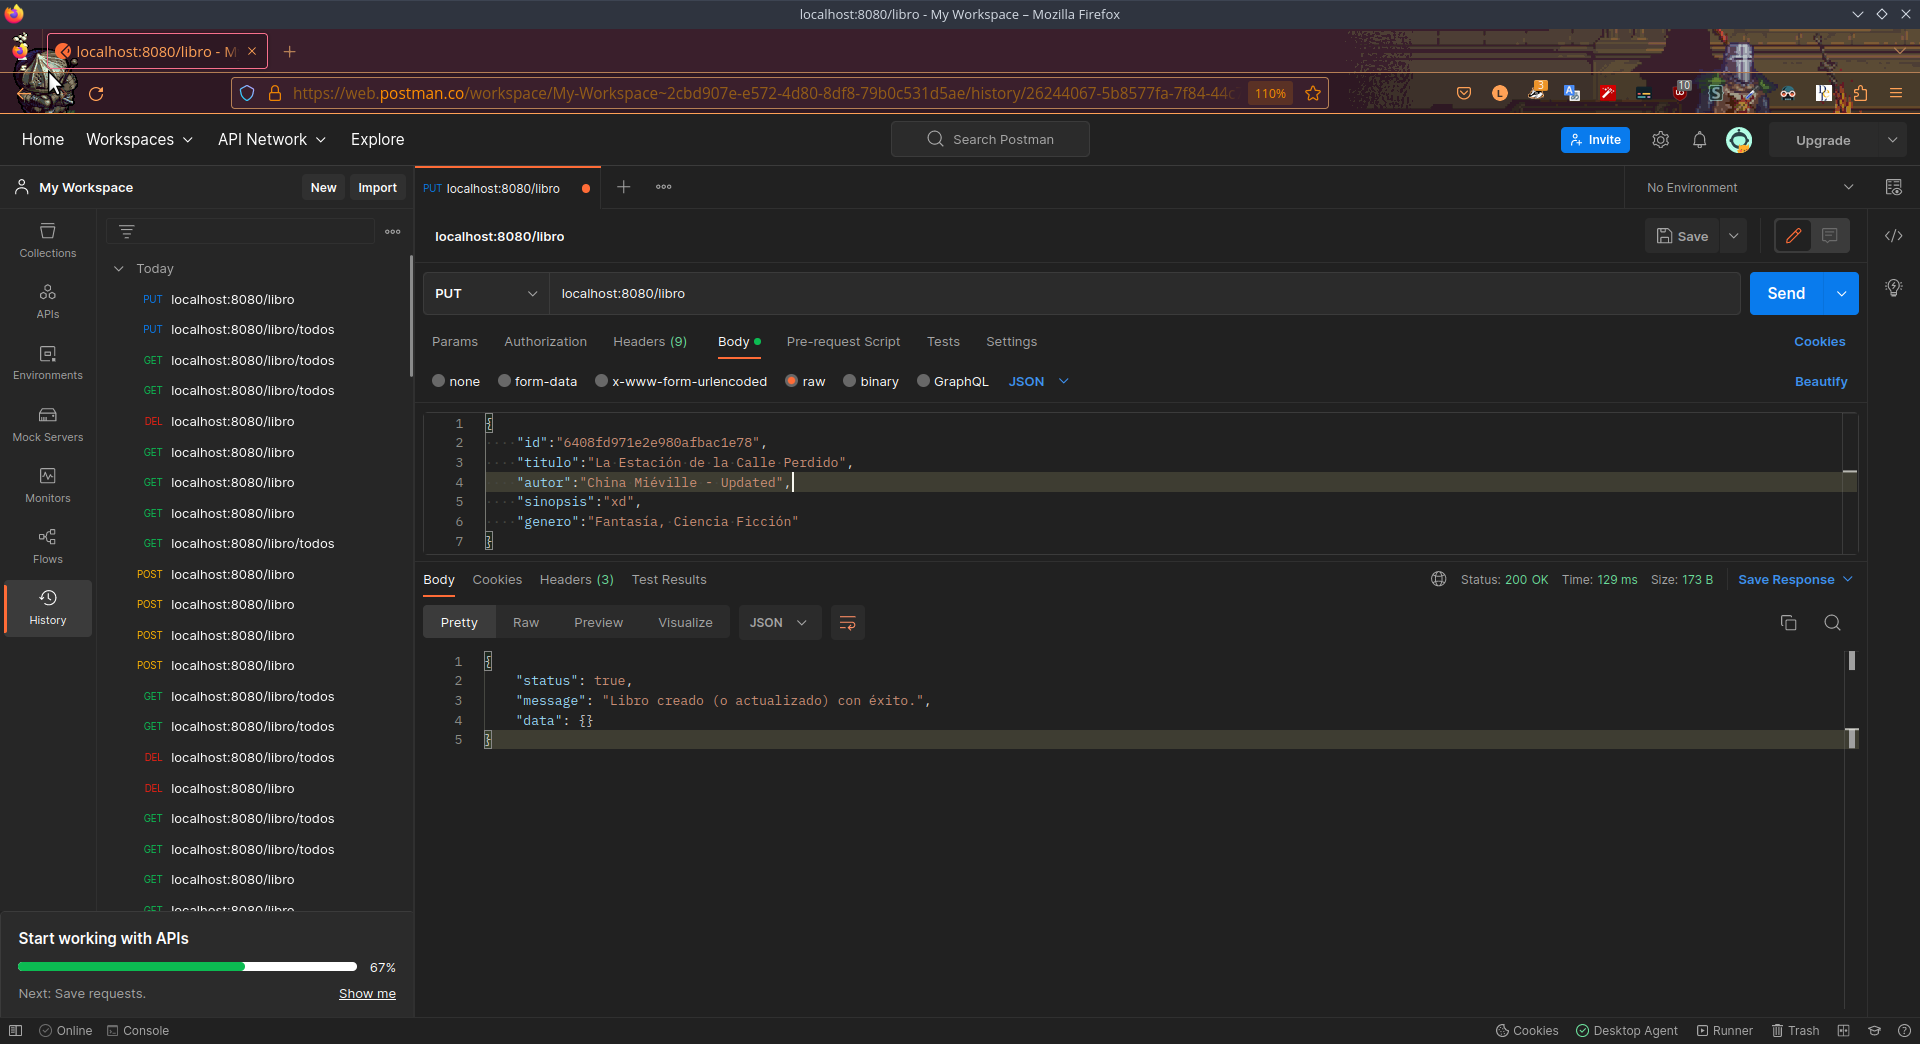 localhost:8080/libro - My Workspace – Mozilla Firefox
localhost:8080/libro - M
https://web.postman.co/workspace/My-Workspace~2cbd907e-e572-4d80-8df8-79b0c531d5ae/history/26244067-5b8577fa-7f84-44c
110%
3
L
10
Home
Workspaces
API Network
Explore
Search Postman
Invite
Upgrade
My Workspace
New
Import
PUT localhost:8080/libro
No Environment
Collections
APIs
Environments
Mock Servers
Monitors
Flows
History
Today
PUT localhost:8080/libro
PUT localhost:8080/libro/todos
GET localhost:8080/libro/todos
GET localhost:8080/libro/todos
DEL localhost:8080/libro
GET localhost:8080/libro
GET localhost:8080/libro
GET localhost:8080/libro
GET localhost:8080/libro/todos
POST localhost:8080/libro
POST localhost:8080/libro
POST localhost:8080/libro
POST localhost:8080/libro
GET localhost:8080/libro/todos
GET localhost:8080/libro/todos
DEL localhost:8080/libro/todos
DEL localhost:8080/libro
GET localhost:8080/libro/todos
GET localhost:8080/libro/todos
GET localhost:8080/libro
GET localhost:8080/libro
Start working with APIs
67%
Next: Save requests.
Show me
localhost:8080/libro
Save
PUT
localhost:8080/libro
Send
Params
Authorization
Headers (9)
Body
Pre-request Script
Tests
Settings
Cookies
none
form-data
x-www-form-urlencoded
raw
binary
GraphQL
JSON
Beautify
1 {
2 "id":"6408fd971e2e980afbac1e78",
3 "titulo":"La Estación de la Calle Perdido",
4 "autor":"China Miéville - Updated",
5 "sinopsis":"xd",
6 "genero":"Fantasía, Ciencia Ficción"
7 }
Body
Cookies
Headers (3)
Test Results
Status: 200 OK
Time: 129 ms
Size: 173 B
Save Response
Pretty
Raw
Preview
Visualize
JSON
1 {
2 "status": true,
3 "message": "Libro creado (o actualizado) con éxito.",
4 "data": {}
5 }
Online
Console
Cookies
Desktop Agent
Runner
Trash